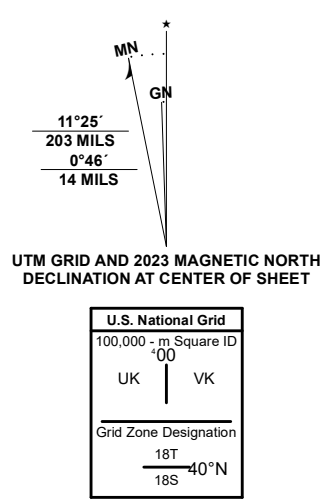 ★
MN
GN
11°25´
203 MILS
0°46´
14 MILS
UTM GRID AND 2023 MAGNETIC NORTH
DECLINATION AT CENTER OF SHEET
U.S. National Grid
100,000 - m Square ID
⁴00
UK VK
Grid Zone Designation
18T
40°N
18S